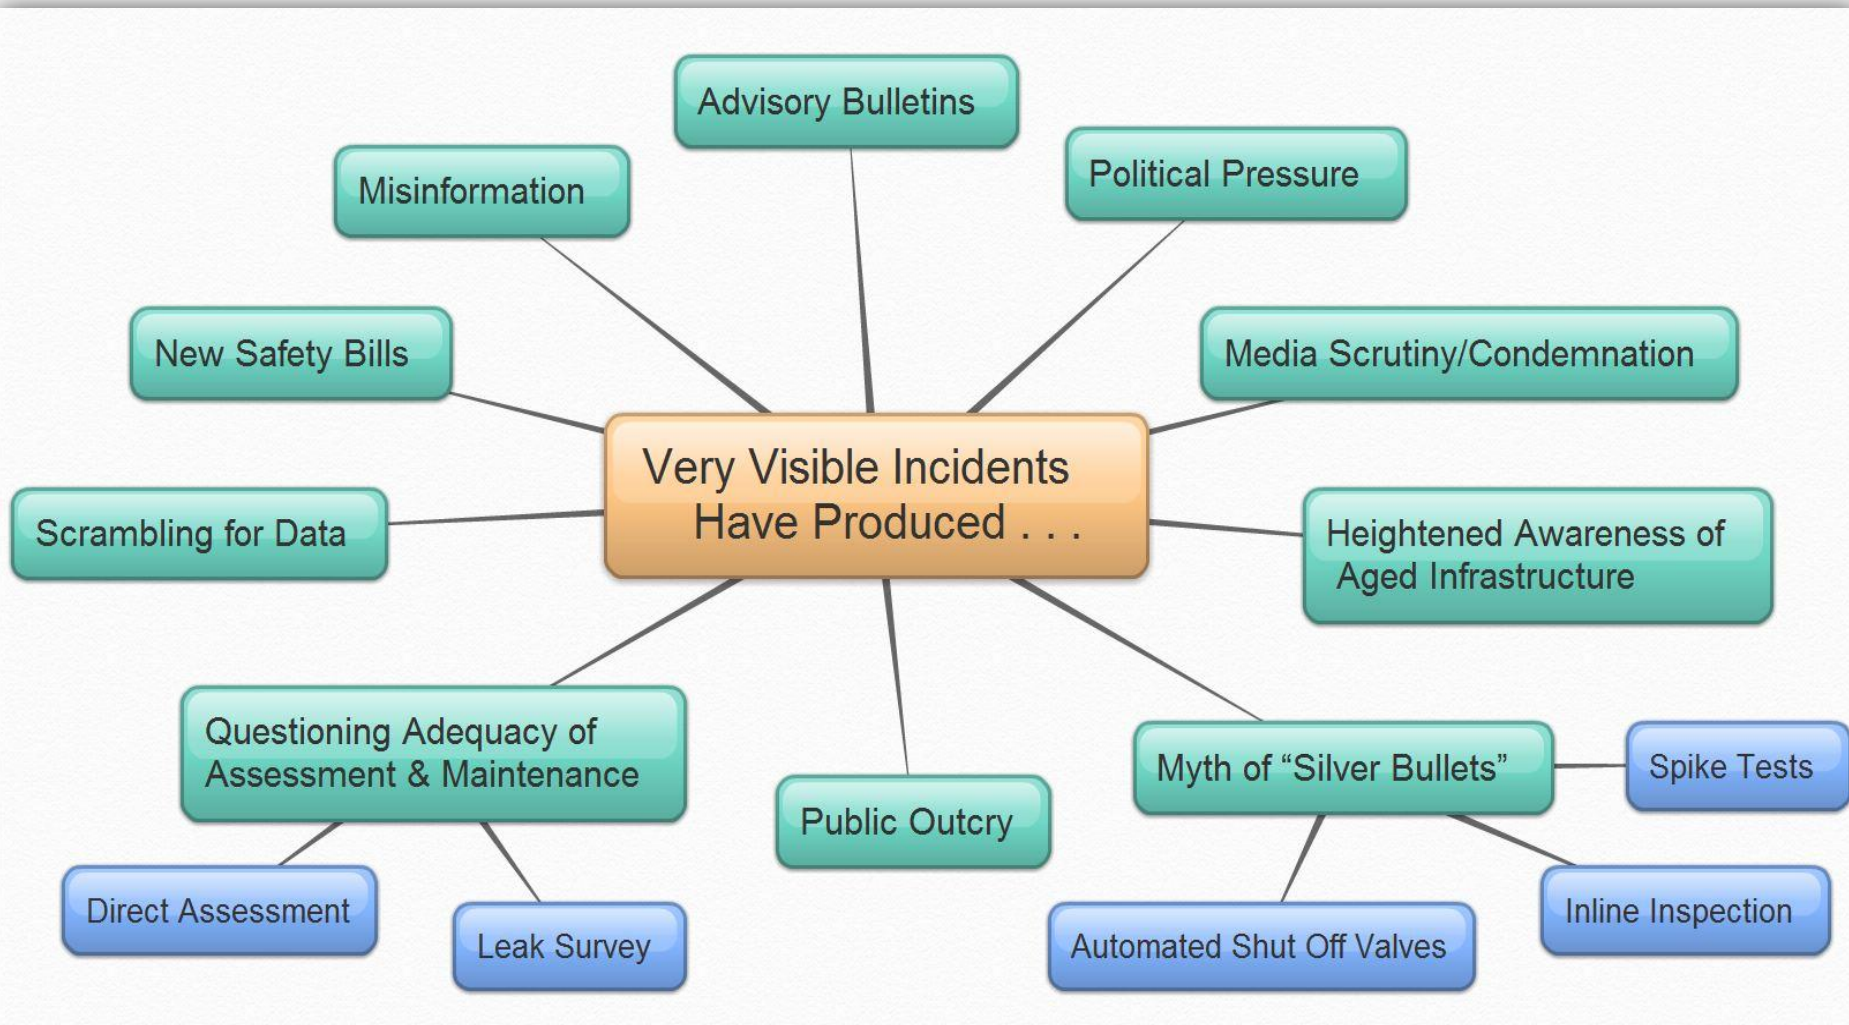 Advisory Bulletins
Political Pressure
Misinformation
New Safety Bills
Media Scrutiny/Condemnation
Very Visible Incidents
Have Produced . . .
Scrambling for Data
Heightened Awareness of
Aged Infrastructure
Questioning Adequacy of
Assessment & Maintenance
Public Outcry
Myth of “Silver Bullets”
Spike Tests
Direct Assessment
Leak Survey
Automated Shut Off Valves
Inline Inspection